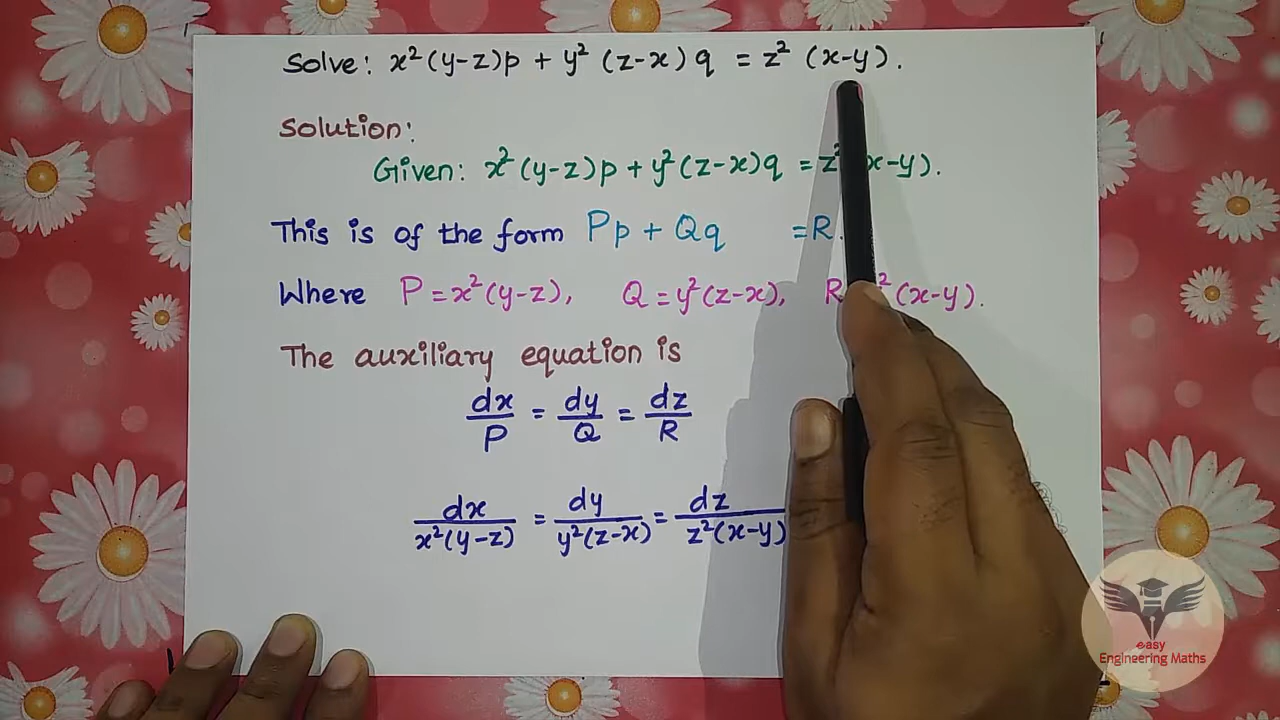 Solve: x²(y-z)p + y² (z-x) q = z² (x-y).
Solution:
Given: x²(y-z)p + y²(z-x)q = z² x-y).
This is of the form Pp + Qq = R.
Where P = x²(y-z), Q = y²(z-x), R ²(x-y).
The auxiliary equation is
dx/P = dy/Q = dz/R
dx/x²(y-z) = dy/y²(z-x) = dz/z²(x-y)
easy
Engineering Maths